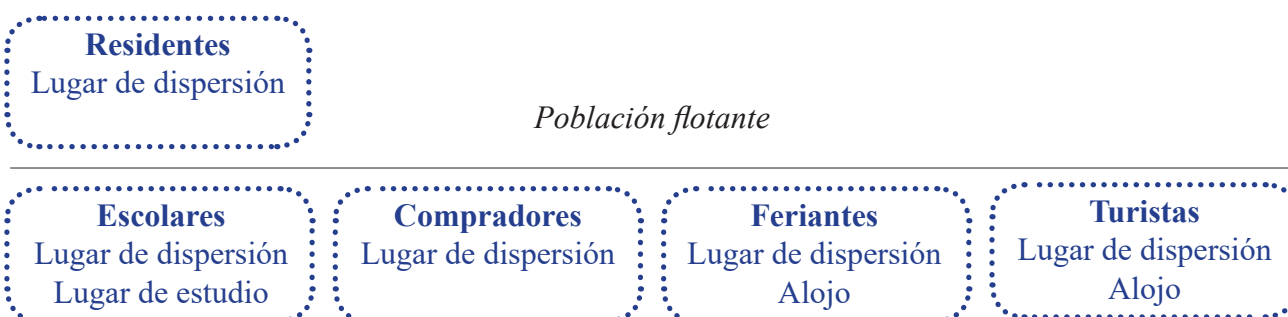 Residentes
Lugar de dispersión
Población flotante
Escolares
Lugar de dispersión
Lugar de estudio
Compradores
Lugar de dispersión
Feriantes
Lugar de dispersión
Alojo
Turistas
Lugar de dispersión
Alojo